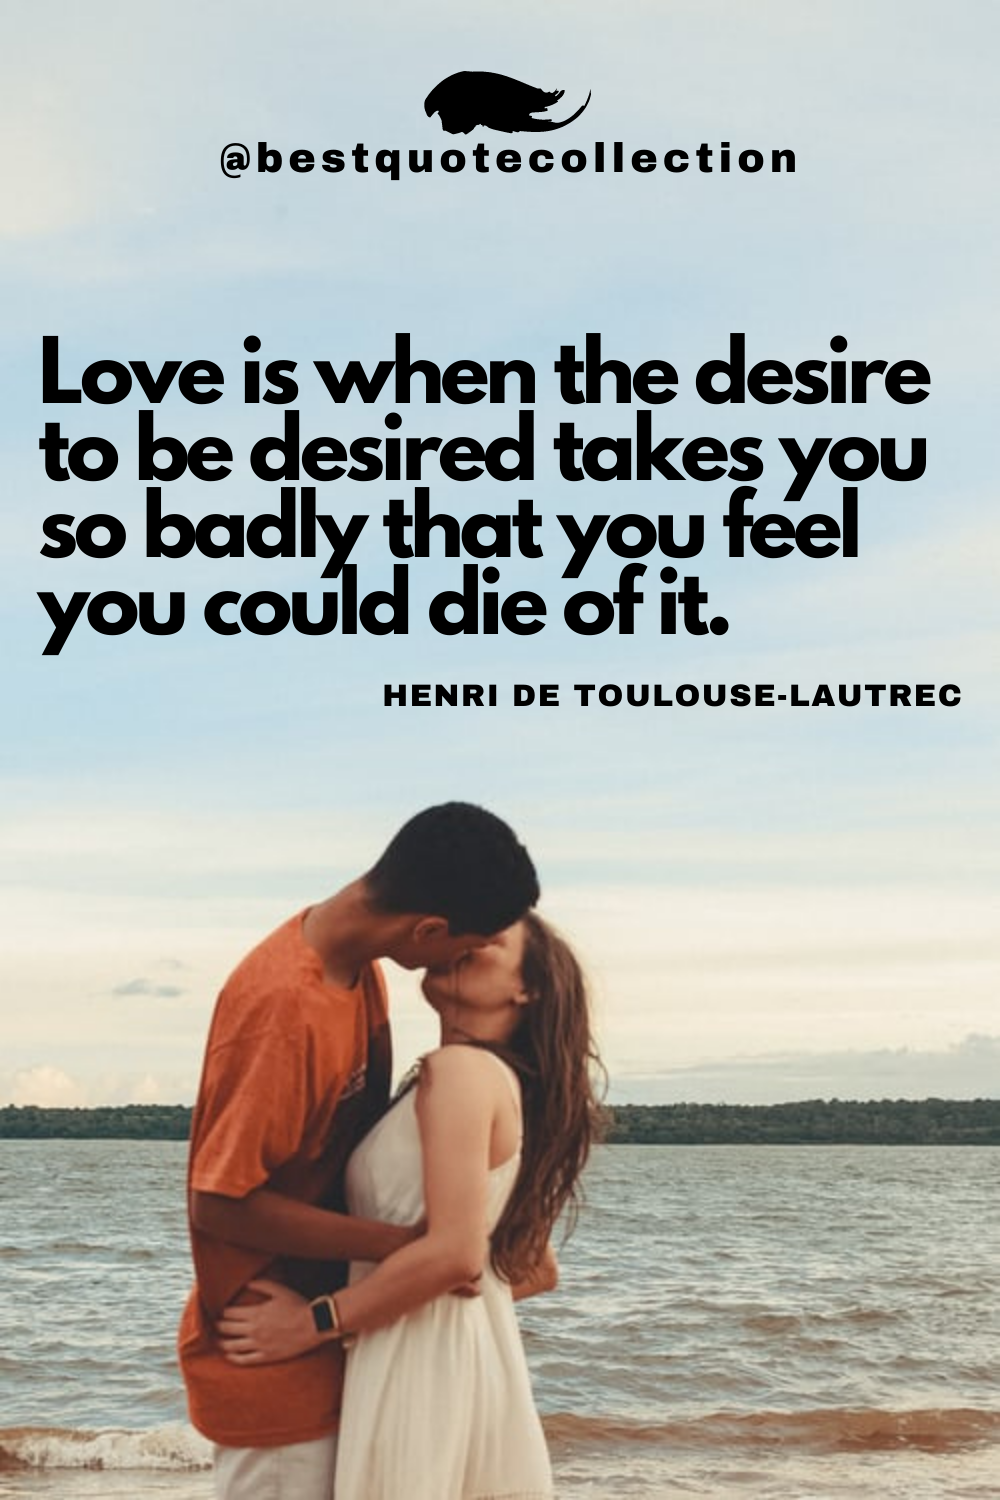 @bestquotecollection
Love is when the desire
to be desired takes you
so badly that you feel
you could die of it.
HENRI DE TOULOUSE-LAUTREC